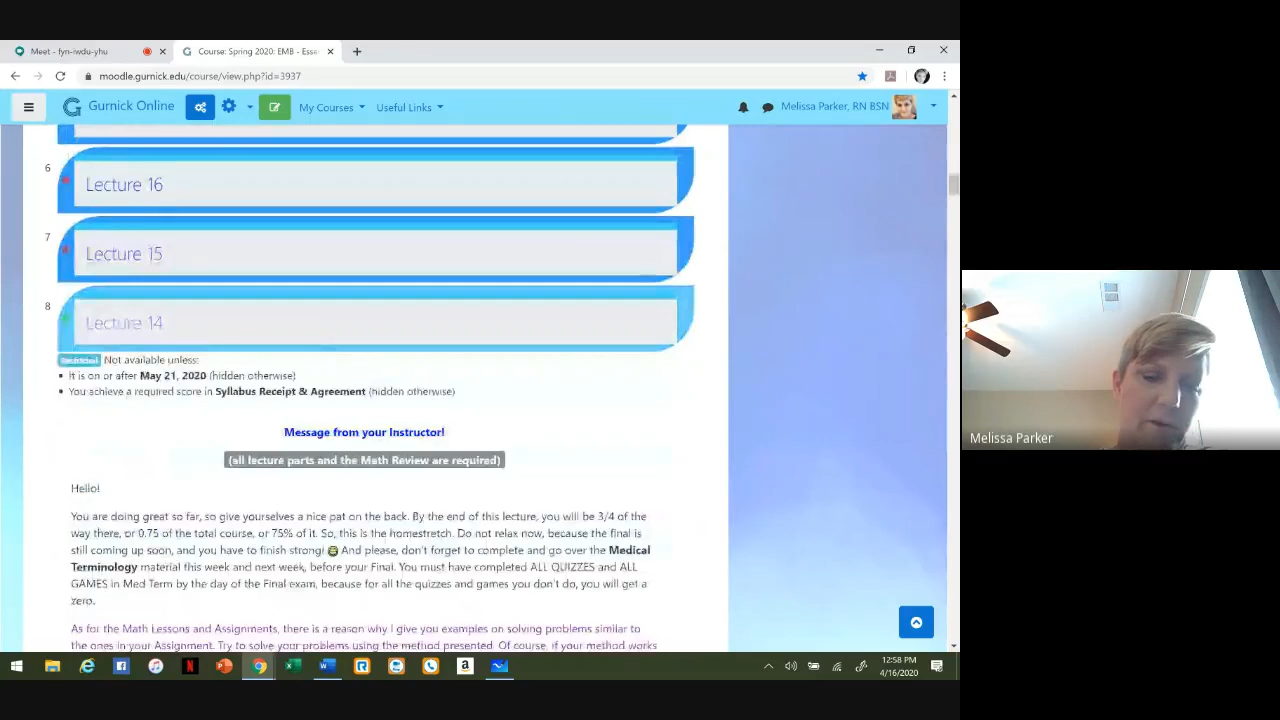 Meet - fyn-iwdu-yhu
Course: Spring 2020: EMB - Esse
moodle.gurnick.edu/course/view.php?id=3937
Gurnick Online
My Courses
Useful Links
Melissa Parker, RN BSN
6
Lecture 16
7
Lecture 15
8
Lecture 14
Restricted Not available unless:
It is on or after May 21, 2020 (hidden otherwise)
You achieve a required score in Syllabus Receipt & Agreement (hidden otherwise)
Message from your Instructor!
(all lecture parts and the Math Review are required)
Hello!
You are doing great so far, so give yourselves a nice pat on the back. By the end of this lecture, you will be 3/4 of the
way there, or 0.75 of the total course, or 75% of it. So, this is the homestretch. Do not relax now, because the final is
still coming up soon, and you have to finish strong! And please, don't forget to complete and go over the Medical
Terminology material this week and next week, before your Final. You must have completed ALL QUIZZES and ALL
GAMES in Med Term by the day of the Final exam, because for all the quizzes and games you don't do, you will get a
zero.
As for the Math Lessons and Assignments, there is a reason why I give you examples on solving problems similar to
the ones in your Assignment. Try to solve your problems using the method presented. Of course, if your method works
Melissa Parker
12:58 PM
4/16/2020